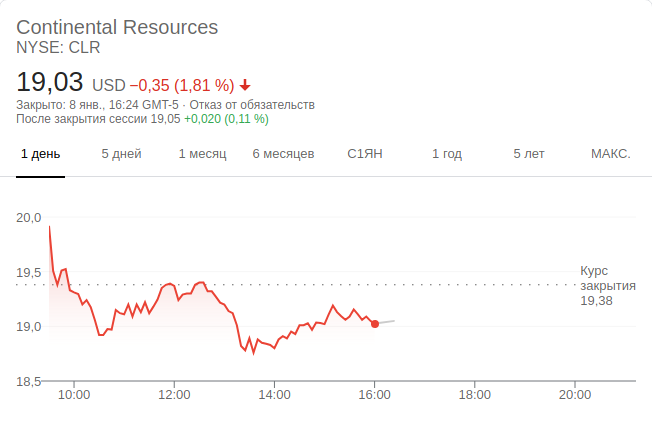 Continental Resources
NYSE: CLR
19,03 USD −0,35 (1,81 %)
Закрыто: 8 янв., 16:24 GMT-5 · Отказ от обязательств
После закрытия сессии 19,05 +0,020 (0,11 %)
1 день 5 дней 1 месяц 6 месяцев С1ЯН 1 год 5 лет МАКС.
20,0
19,5
Курс
закрытия
19,38
19,0
18,5
10:00 12:00 14:00 16:00 18:00 20:00